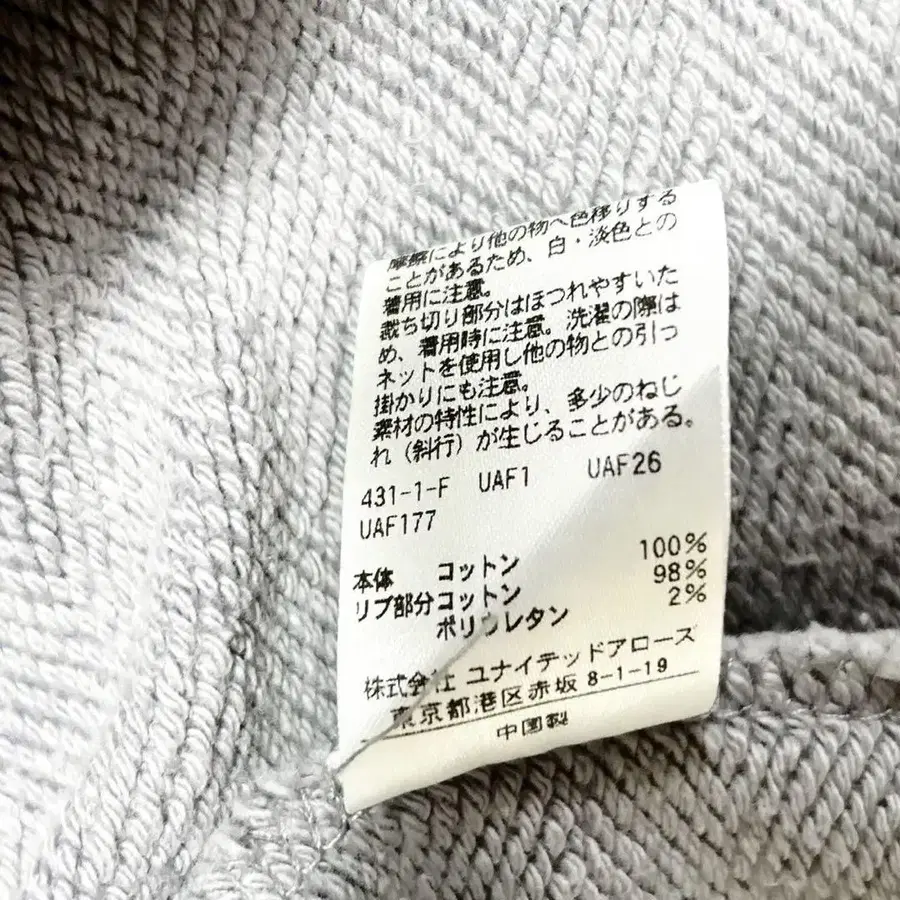 摩擦により他の物へ色移りする
ことがあるため、白・淡色との
着用に注意。
裁ち切り部分はほつれやすいた
め、着用時に注意。洗濯の際は
ネットを使用し他の物との引っ
掛かりにも注意。
素材の特性により、多少のねじ
れ（斜行）が生じることがある。
431-1-F UAF1 UAF26
UAF177
本体 コットン 100%
リブ部分コットン 98%
ポリウレタン 2%
株式会社 ユナイテッドアローズ
東京都港区赤坂 8-1-19
中国製